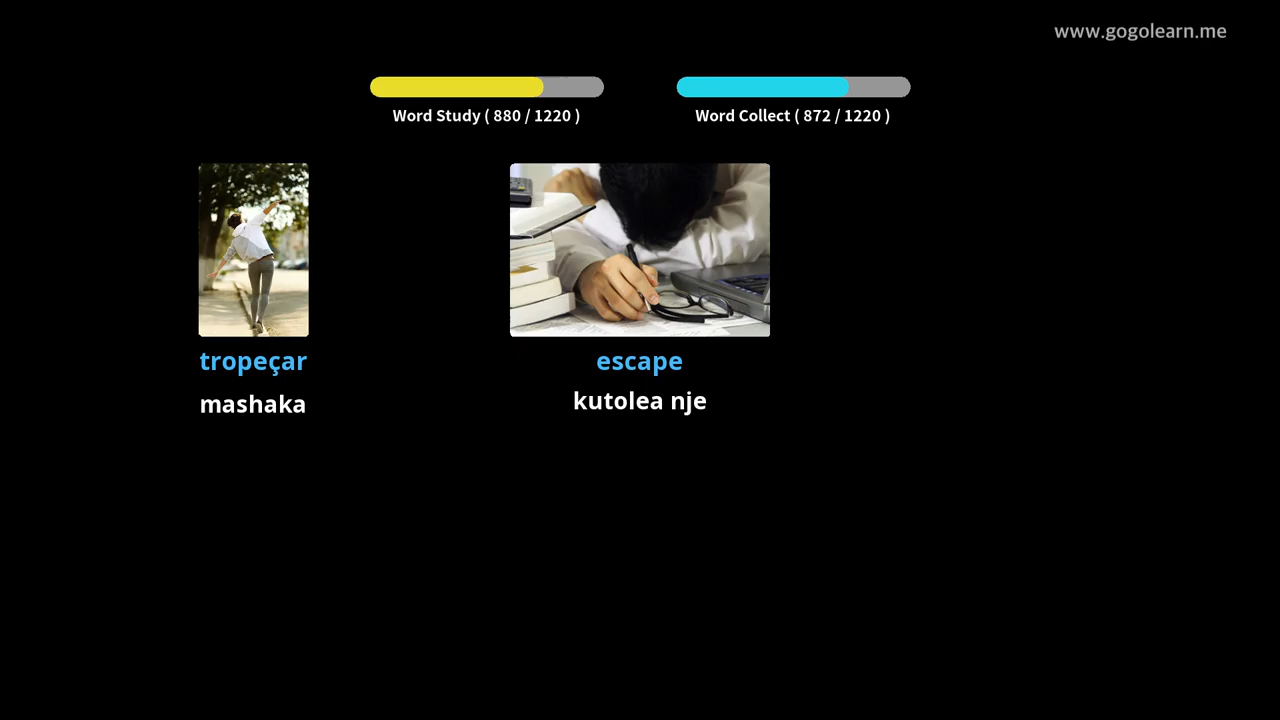 www.gogolearn.me
Word Study ( 880 / 1220 )
Word Collect ( 872 / 1220 )
tropeçar
mashaka
escape
kutolea nje